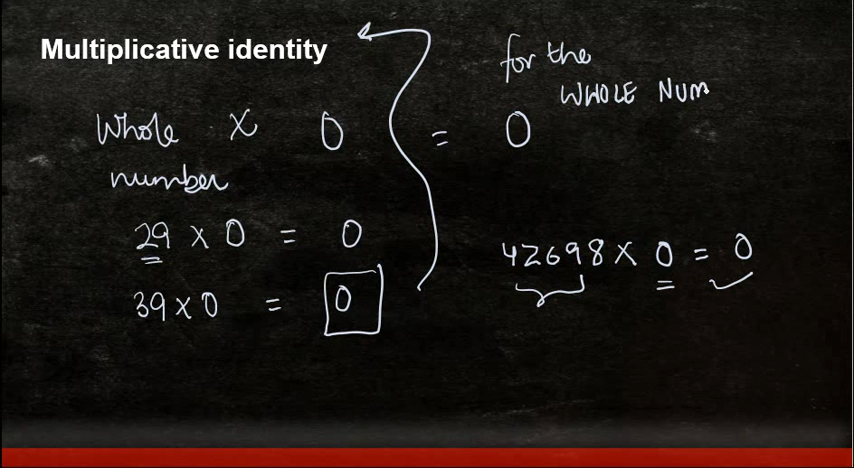 Multiplicative identity
for the
WHOLE NUM
Whole × 0 = 0
number
29 × 0 = 0
42698 × 0 = 0
39 × 0 = 0